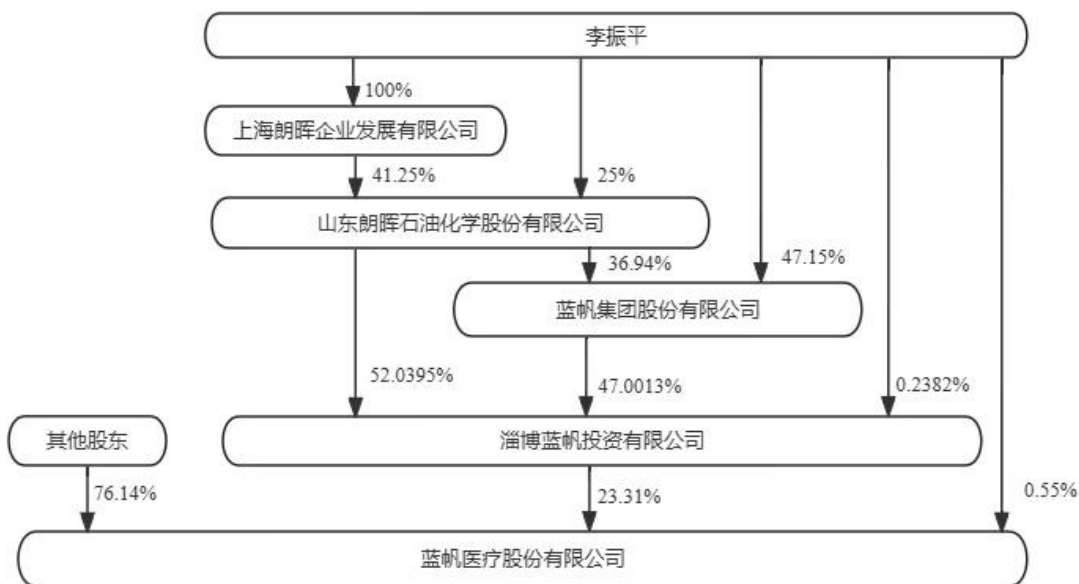 李振平
100%
上海朗晖企业发展有限公司
41.25%
25%
山东朗晖石油化学股份有限公司
36.94%
47.15%
蓝帆集团股份有限公司
52.0395%
47.0013%
0.2382%
其他股东
淄博蓝帆投资有限公司
76.14%
23.31%
0.55%
蓝帆医疗股份有限公司